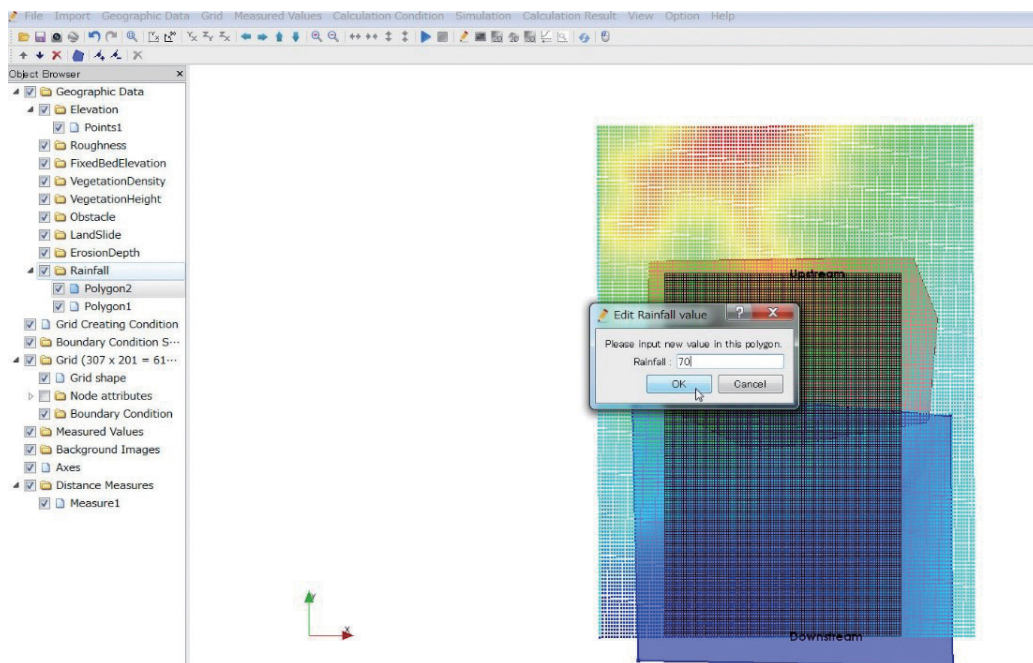 File Import Geographic Data Grid Measured Values Calculation Condition Simulation Calculation Result View Option Help
Object Browser
Geographic Data
Elevation
Points1
Roughness
FixedBedElevation
VegetationDensity
VegetationHeight
Obstacle
LandSlide
ErosionDepth
Rainfall
Polygon2
Polygon1
Grid Creating Condition
Boundary Condition S⋯
Grid (307 x 201 = 61⋯
Grid shape
Node attributes
Boundary Condition
Measured Values
Background Images
Axes
Distance Measures
Measure1
Upstream
Edit Rainfall value
Please input new value in this polygon.
Rainfall : 70
OK Cancel
Downstream
Y
X